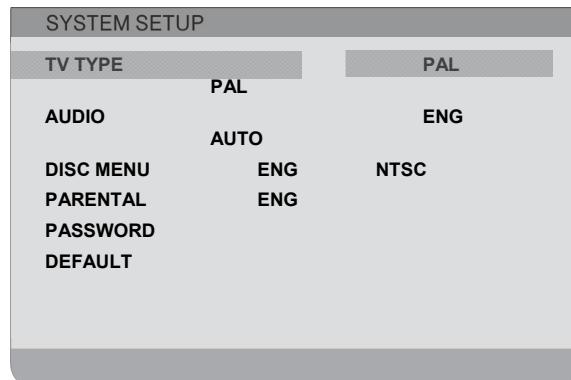 SYSTEM SETUP
TV TYPE PAL
PAL
AUDIO ENG
AUTO
DISC MENU ENG NTSC
PARENTAL ENG
PASSWORD
DEFAULT